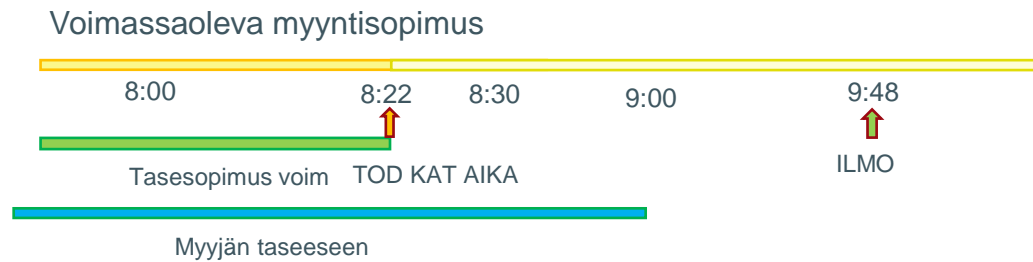 Voimassaoleva myyntisopimus
8:00 8:22 8:30 9:00 9:48
Tasesopimus voim TOD KAT AIKA ILMO
Myyjän taseeseen